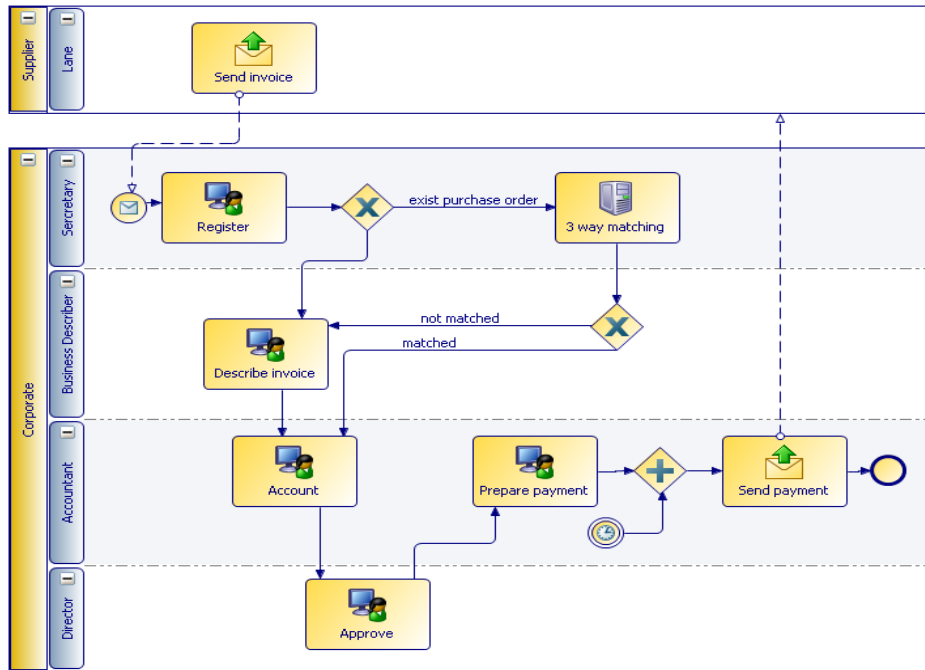 Supplier
Lane
Send invoice
Corporate
Sercretary
Register
exist purchase order
3 way matching
Business Describer
not matched
matched
Describe invoice
Accountant
Account
Prepare payment
Send payment
Director
Approve